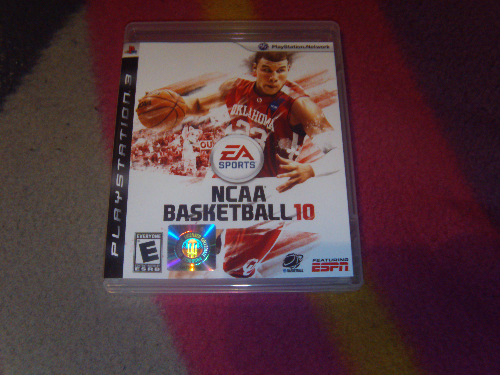 PlayStation Network
PLAYSTATION 3
OKLAHOMA
EA
SPORTS
NCAA
BASKETBALL 10
EVERYONE
E
ESRB
FEATURING
ESPN